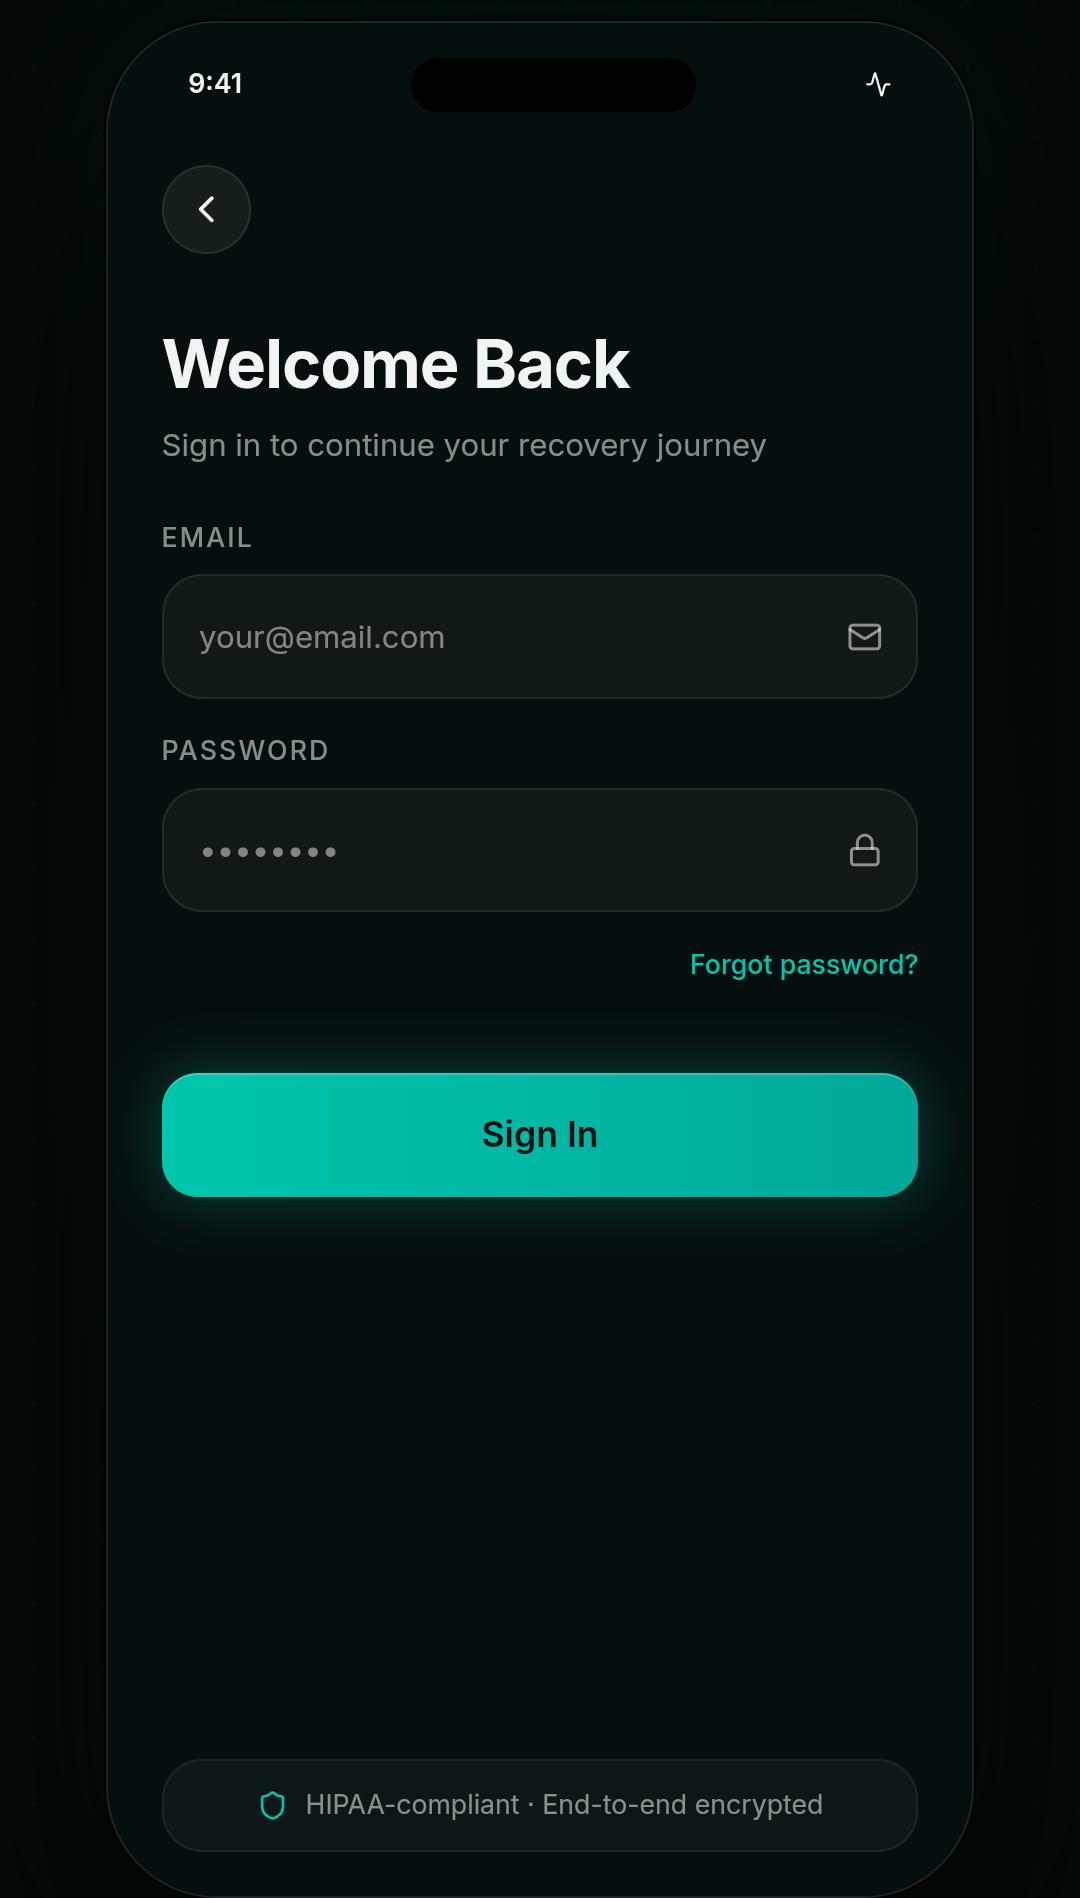 9:41
Welcome Back
Sign in to continue your recovery journey
EMAIL
your@email.com
PASSWORD
••••••••
Forgot password?
Sign In
HIPAA-compliant · End-to-end encrypted